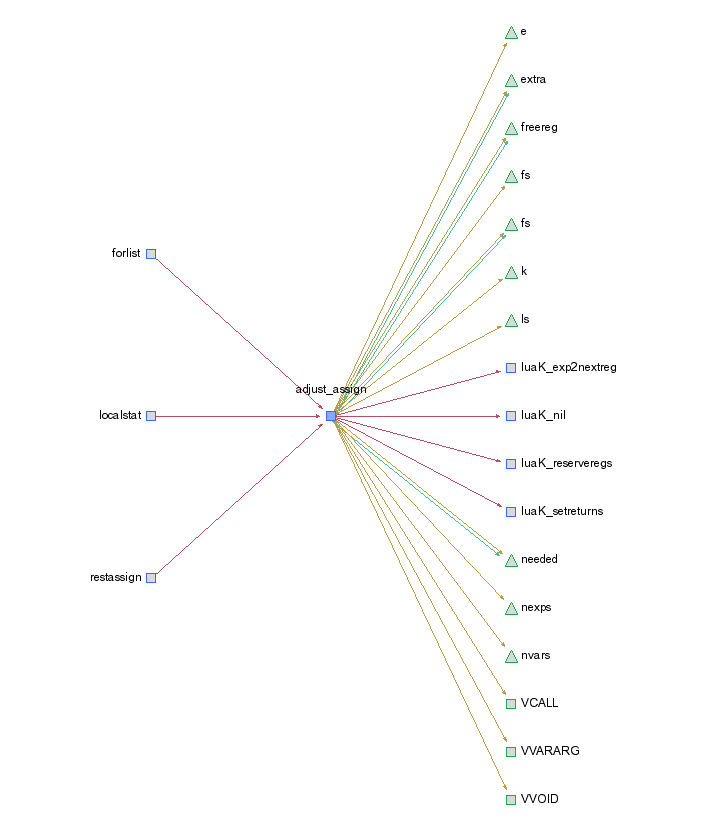 e
extra
freereg
fs
fs
forlist
k
ls
luaK_exp2nextreg
adjust_assign
localstat
luaK_nil
luaK_reserveregs
luaK_setreturns
needed
restassign
nexps
nvars
VCALL
VVARARG
VVOID